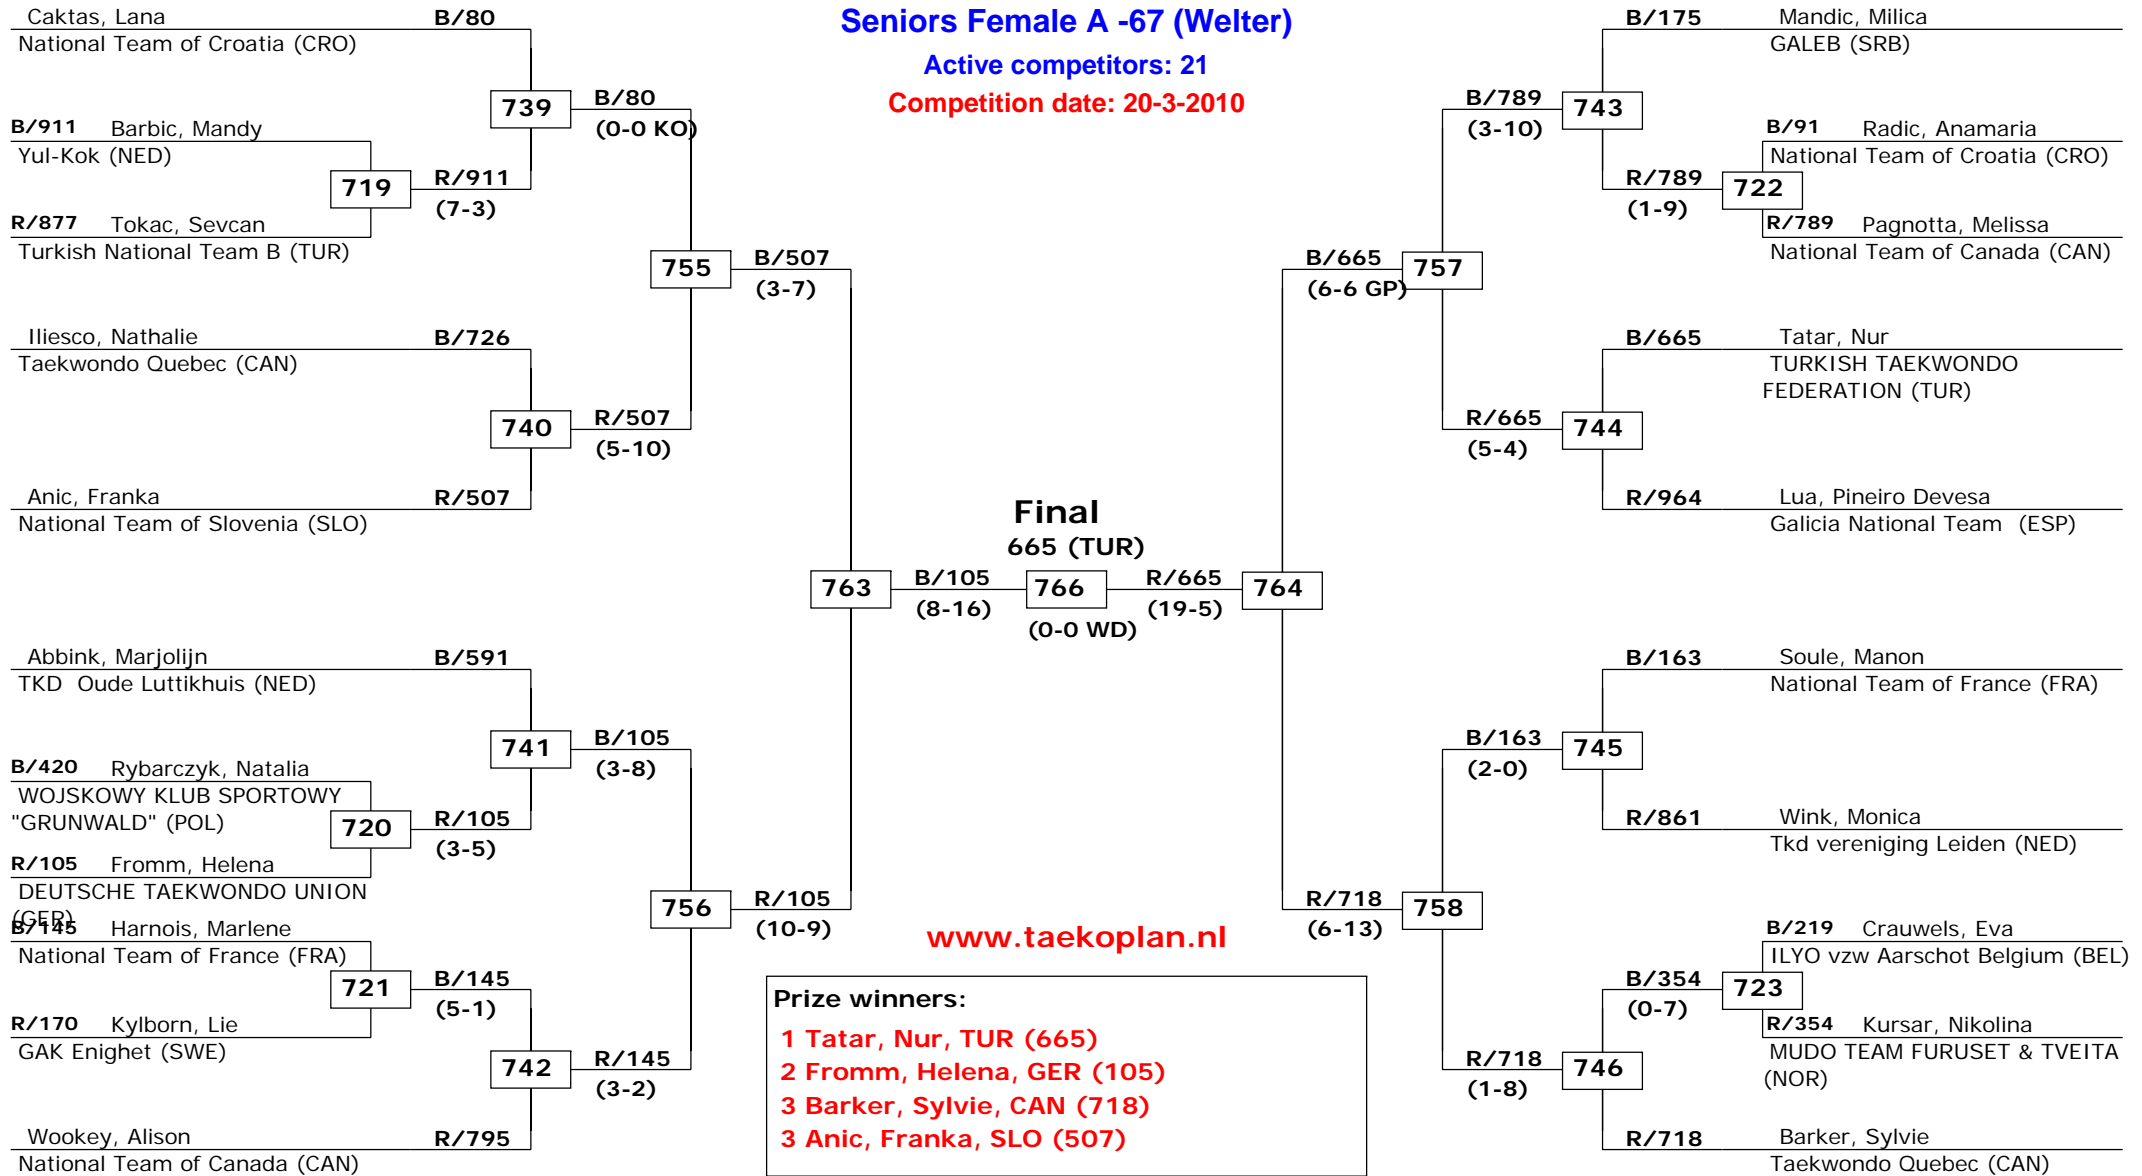 Seniors Female A -67 (Welter)
Active competitors: 21
Competition date: 20-3-2010
Caktas, Lana
B/80
National Team of Croatia (CRO)
739
B/80
(0-0 KO)
B/911 Barbic, Mandy
Yul-Kok (NED)
719
R/911
(7-3)
R/877 Tokac, Sevcan
Turkish National Team B (TUR)
755
B/507
(3-7)
Iliesco, Nathalie
B/726
Taekwondo Quebec (CAN)
740
R/507
(5-10)
Anic, Franka
R/507
National Team of Slovenia (SLO)
763
B/105
(8-16)
Abbink, Marjolijn
B/591
TKD Oude Luttikhuis (NED)
741
B/105
(3-8)
B/420 Rybarczyk, Natalia
WOJSKOWY KLUB SPORTOWY
"GRUNWALD" (POL)
720
R/105
(3-5)
R/105 Fromm, Helena
DEUTSCHE TAEKWONDO UNION
(GER)
756
R/105
(10-9)
B/145 Harnois, Marlene
National Team of France (FRA)
721
B/145
(5-1)
R/170 Kylborn, Lie
GAK Enighet (SWE)
742
R/145
(3-2)
Wookey, Alison
R/795
National Team of Canada (CAN)
Final
665 (TUR)
766
(0-0 WD)
R/665
(19-5)
764
B/175
Mandic, Milica
GALEB (SRB)
B/789
(3-10)
743
B/91 Radic, Anamaria
National Team of Croatia (CRO)
R/789
(1-9)
722
R/789 Pagnotta, Melissa
National Team of Canada (CAN)
B/665
(6-6 GP)
757
B/665
Tatar, Nur
TURKISH TAEKWONDO
FEDERATION (TUR)
R/665
(5-4)
744
R/964
Lua, Pineiro Devesa
Galicia National Team (ESP)
B/163
Soule, Manon
National Team of France (FRA)
B/163
(2-0)
745
R/861
Wink, Monica
Tkd vereniging Leiden (NED)
R/718
(6-13)
758
B/219 Crauwels, Eva
ILYO vzw Aarschot Belgium (BEL)
B/354
(0-7)
723
R/354 Kursar, Nikolina
MUDO TEAM FURUSET & TVEITA
(NOR)
R/718
(1-8)
746
R/718
Barker, Sylvie
Taekwondo Quebec (CAN)
www.taekoplan.nl
Prize winners:
1 Tatar, Nur, TUR (665)
2 Fromm, Helena, GER (105)
3 Barker, Sylvie, CAN (718)
3 Anic, Franka, SLO (507)